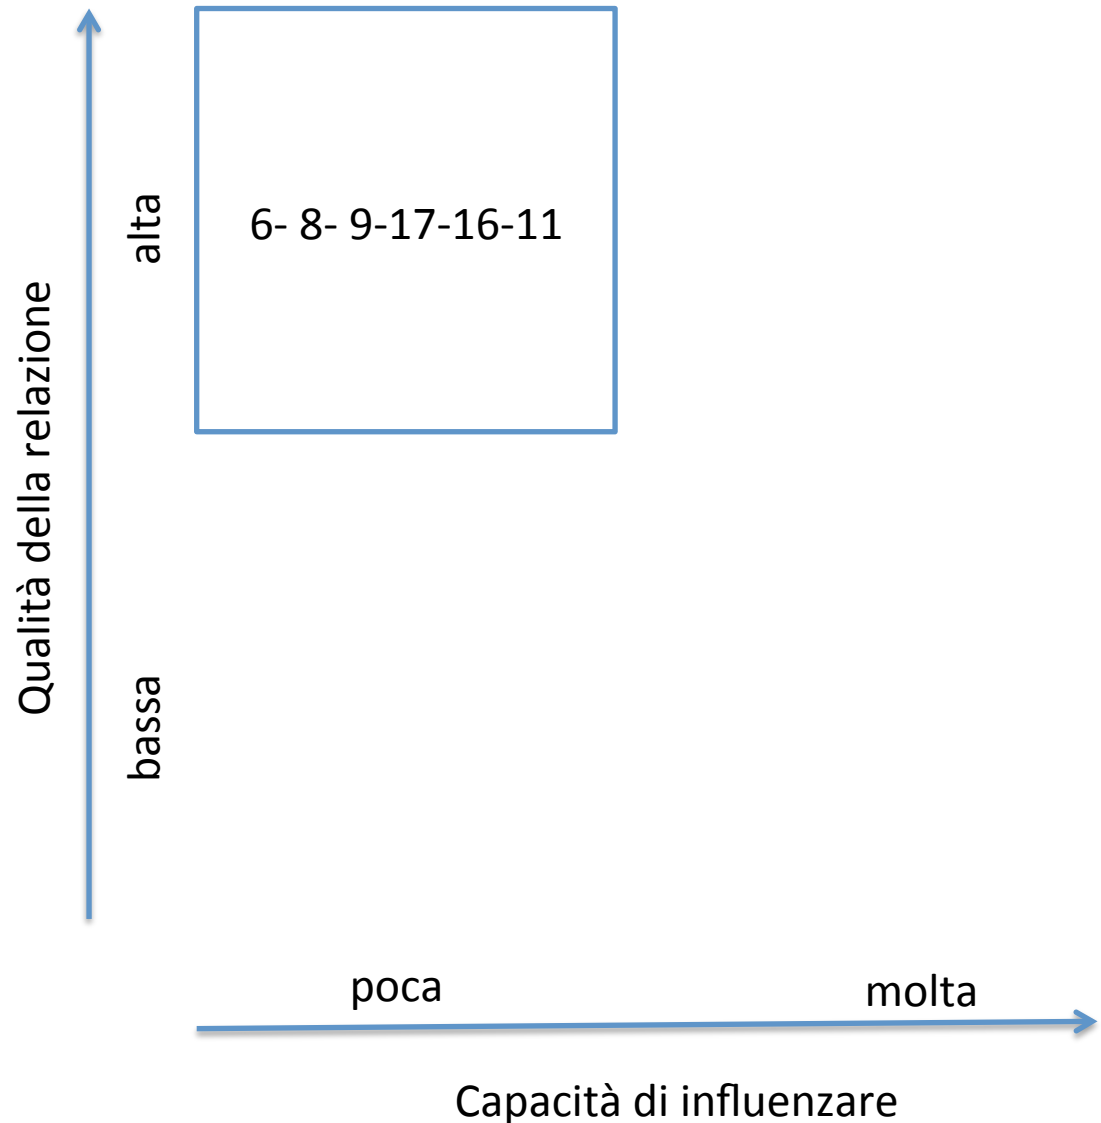 Qualità della relazione
alta
6- 8- 9-17-16-11
bassa
poca
molta
Capacità di influenzare